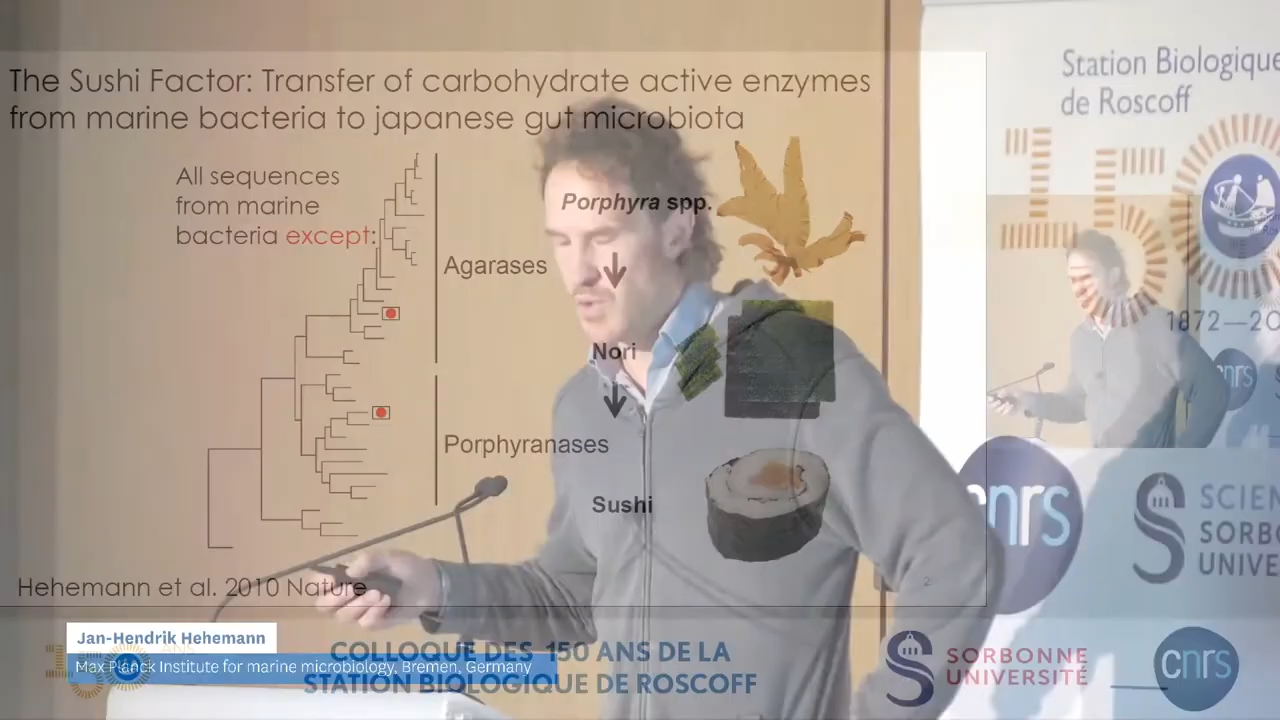 The Sushi Factor: Transfer of carbohydrate active enzymes
from marine bacteria to japanese gut microbiota
All sequences
from marine
bacteria except:
Agarases
Porphyranases
Porphyra spp.
Nori
Sushi
Hehemann et al. 2010 Nature
2
Station Biologique
de Roscoff
150
1872—20
cnrs
cnrs
SCIEN
SORBO
UNIVE
Jan-Hendrik Hehemann
Max Planck Institute for marine microbiology, Bremen, Germany
COLLOQUE DES 150 ANS DE LA
STATION BIOLOGIQUE DE ROSCOFF
SORBONNE
UNIVERSITÉ
cnrs